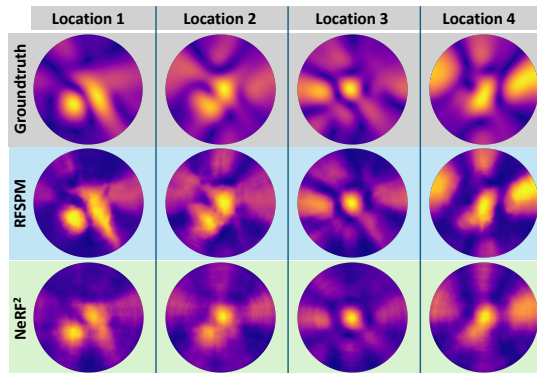 Location 1 Location 2 Location 3 Location 4
Groundtruth
RFSPM
NeRF²